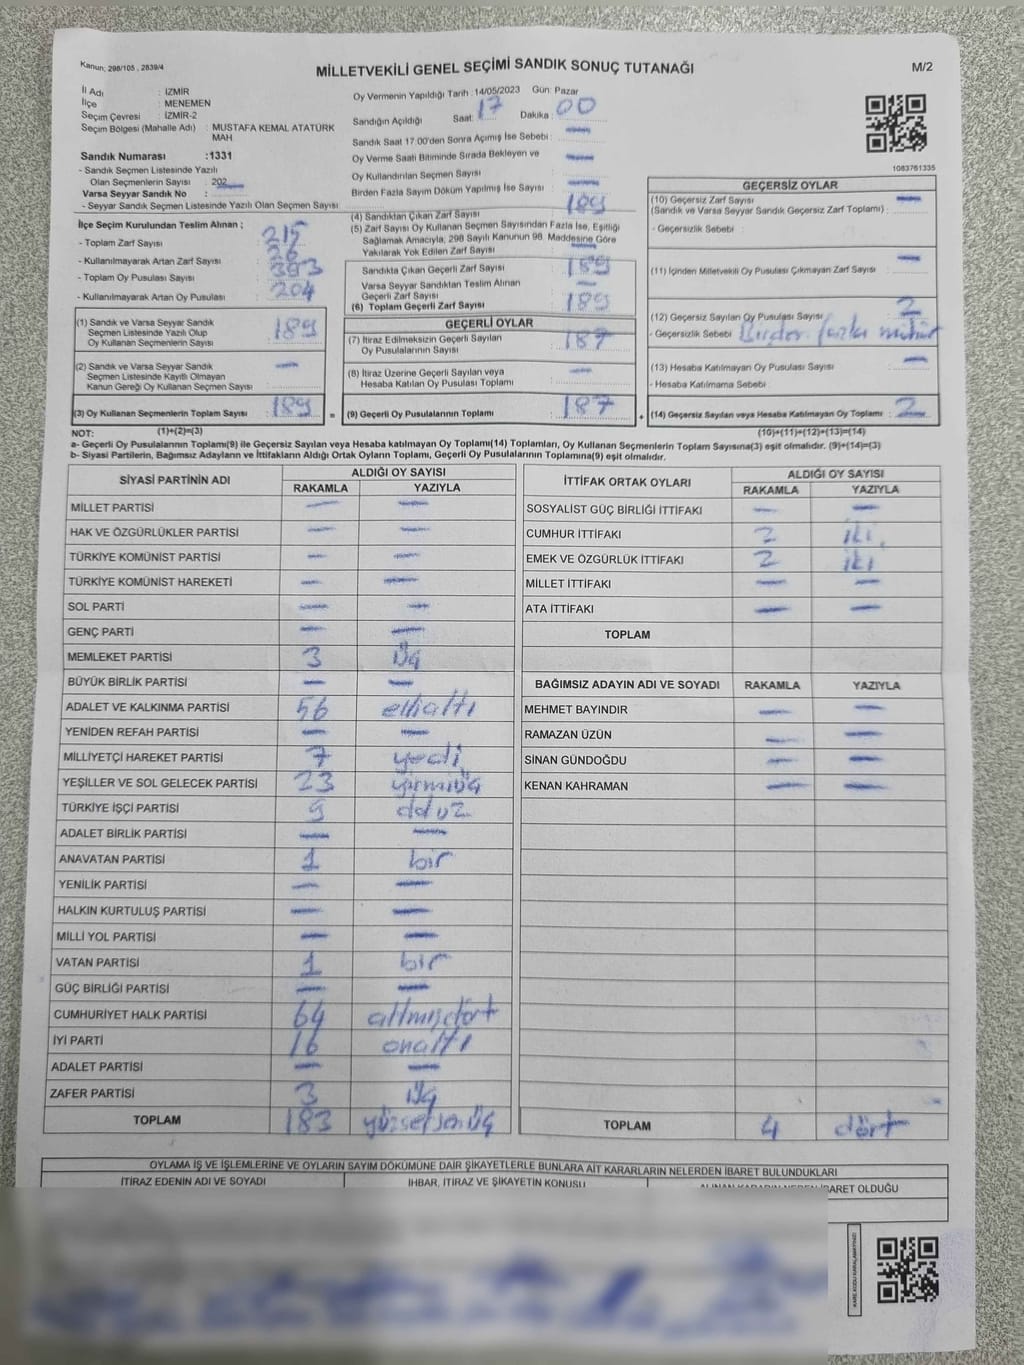 Kanun; 298/105 , 2839/4
MİLLETVEKİLİ GENEL SEÇİMİ SANDIK SONUÇ TUTANAĞI
M/2
İl Adı : İZMİR
İlçe : MENEMEN
Seçim Çevresi : İZMİR-2
Seçim Bölgesi (Mahalle Adı) : MUSTAFA KEMAL ATATÜRK MAH
Sandık Numarası :1331
- Sandık Seçmen Listesinde Yazılı Olan Seçmenlerin Sayısı : 202
Varsa Seyyar Sandık No :
- Seyyar Sandık Seçmen Listesinde Yazılı Olan Seçmen Sayısı :
Oy Vermenin Yapıldığı Tarih : 14/05/2023 Gün: Pazar
Sandığın Açıldığı Saat: 17 Dakika : 00
Sandık Saat 17.00'den Sonra Açımış İse Sebebi : —
Oy Verme Saati Bitiminde Sırada Bekleyen ve Oy Kullandırılan Seçmen Sayısı : —
Birden Fazla Sayım Döküm Yapılmış İse Sayısı : —
1083761335
İlçe Seçim Kurulundan Teslim Alınan ;
- Toplam Zarf Sayısı : 215
- Kullanılmayarak Artan Zarf Sayısı : 26
- Toplam Oy Pusulası Sayısı : 393
- Kullanılmayarak Artan Oy Pusulası : 204
(1) Sandık ve Varsa Seyyar Sandık
Seçmen Listesinde Yazılı Olup
Oy Kullanan Seçmenlerin Sayısı : 189
(2) Sandık ve Varsa Seyyar Sandık
Seçmen Listesinde Kayıtlı Olmayan
Kanun Gereği Oy Kullanan Seçmen Sayısı : —
(3) Oy Kullanan Seçmenlerin Toplam Sayısı : 189
(1)+(2)=(3)
(4) Sandıktan Çıkan Zarf Sayısı : 189
(5) Zarf Sayısı Oy Kullanan Seçmen Sayısından Fazla İse, Eşitliği
Sağlamak Amacıyla, 298 Sayılı Kanunun 98. Maddesine Göre
Yakılarak Yok Edilen Zarf Sayısı :
Sandıkta Çıkan Geçerli Zarf Sayısı : 189
Varsa Seyyar Sandıktan Teslim Alınan
Geçerli Zarf Sayısı : —
(6) Toplam Geçerli Zarf Sayısı : 189
GEÇERLİ OYLAR
(7) İtiraz Edilmeksizin Geçerli Sayılan
Oy Pusulalarının Sayısı : 187
(8) İtiraz Üzerine Geçerli Sayılan veya
Hesaba Katılan Oy Pusulası Toplamı : —
= (9) Geçerli Oy Pusulalarının Toplamı : 187 +
GEÇERSİZ OYLAR
(10) Geçersiz Zarf Sayısı
(Sandık ve Varsa Seyyar Sandık Geçersiz Zarf Toplamı) : —
- Geçersizlik Sebebi :
(11) İçinden Milletvekili Oy Pusulası Çıkmayan Zarf Sayısı : —
(12) Geçersiz Sayılan Oy Pusulası Sayısı : 2
- Geçersizlik Sebebi : fazla mühür
(13) Hesaba Katılmayan Oy Pusulası Sayısı : —
- Hesaba Katılmama Sebebi :
(14) Geçersiz Sayılan veya Hesaba Katılmayan Oy Toplamı : 2
(10)+(11)+(12)+(13)=(14)
NOT:
a- Geçerli Oy Pusulalarının Toplamı(9) ile Geçersiz Sayılan veya Hesaba katılmayan Oy Toplamı(14) Toplamları, Oy Kullanan Seçmenlerin Toplam Sayısına(3) eşit olmalıdır. (9)+(14)=(3)
b- Siyasi Partilerin, Bağımsız Adayların ve İttifakların Aldığı Ortak Oyların Toplamı, Geçerli Oy Pusulalarının Toplamına(9) eşit olmalıdır.
SİYASİ PARTİNİN ADI ALDIĞI OY SAYISI
RAKAMLA YAZIYLA
MİLLET PARTİSİ — —
HAK VE ÖZGÜRLÜKLER PARTİSİ — —
TÜRKİYE KOMÜNİST PARTİSİ — —
TÜRKİYE KOMÜNİST HAREKETİ — —
SOL PARTİ — —
GENÇ PARTİ — —
MEMLEKET PARTİSİ 3 üç
BÜYÜK BİRLİK PARTİSİ — —
ADALET VE KALKINMA PARTİSİ 56 ellialtı
YENİDEN REFAH PARTİSİ — —
MİLLİYETÇİ HAREKET PARTİSİ 7 yedi
YEŞİLLER VE SOL GELECEK PARTİSİ 23 yirmiüç
TÜRKİYE İŞÇİ PARTİSİ 9 dduz
ADALET BİRLİK PARTİSİ — —
ANAVATAN PARTİSİ 1 bir
YENİLİK PARTİSİ — —
HALKIN KURTULUŞ PARTİSİ — —
MİLLİ YOL PARTİSİ — —
VATAN PARTİSİ 1 bir
GÜÇ BİRLİĞİ PARTİSİ — —
CUMHURİYET HALK PARTİSİ 64 altmışdört
İYİ PARTİ 16 onaltı
ADALET PARTİSİ — —
ZAFER PARTİSİ 3 üç
TOPLAM 183 yüzseksenüç
İTTİFAK ORTAK OYLARI ALDIĞI OY SAYISI
RAKAMLA YAZIYLA
SOSYALİST GÜÇ BİRLİĞİ İTTİFAKI — —
CUMHUR İTTİFAKI 2 iki
EMEK VE ÖZGÜRLÜK İTTİFAKI 2 iki
MİLLET İTTİFAKI — —
ATA İTTİFAKI — —
TOPLAM
BAĞIMSIZ ADAYIN ADI VE SOYADI RAKAMLA YAZIYLA
MEHMET BAYINDIR — —
RAMAZAN ÜZÜN — —
SİNAN GÜNDOĞDU — —
KENAN KAHRAMAN — —
TOPLAM 4 dört
OYLAMA İŞ VE İŞLEMLERİNE VE OYLARIN SAYIM DÖKÜMÜNE DAİR ŞİKAYETLERLE BUNLARA AİT KARARLARIN NELERDEN İBARET BULUNDUKLARI
İTİRAZ EDENİN ADI VE SOYADI İHBAR, İTİRAZ VE ŞİKAYETİN KONUSU ALINAN KARARIN NEDEN İBARET OLDUĞU